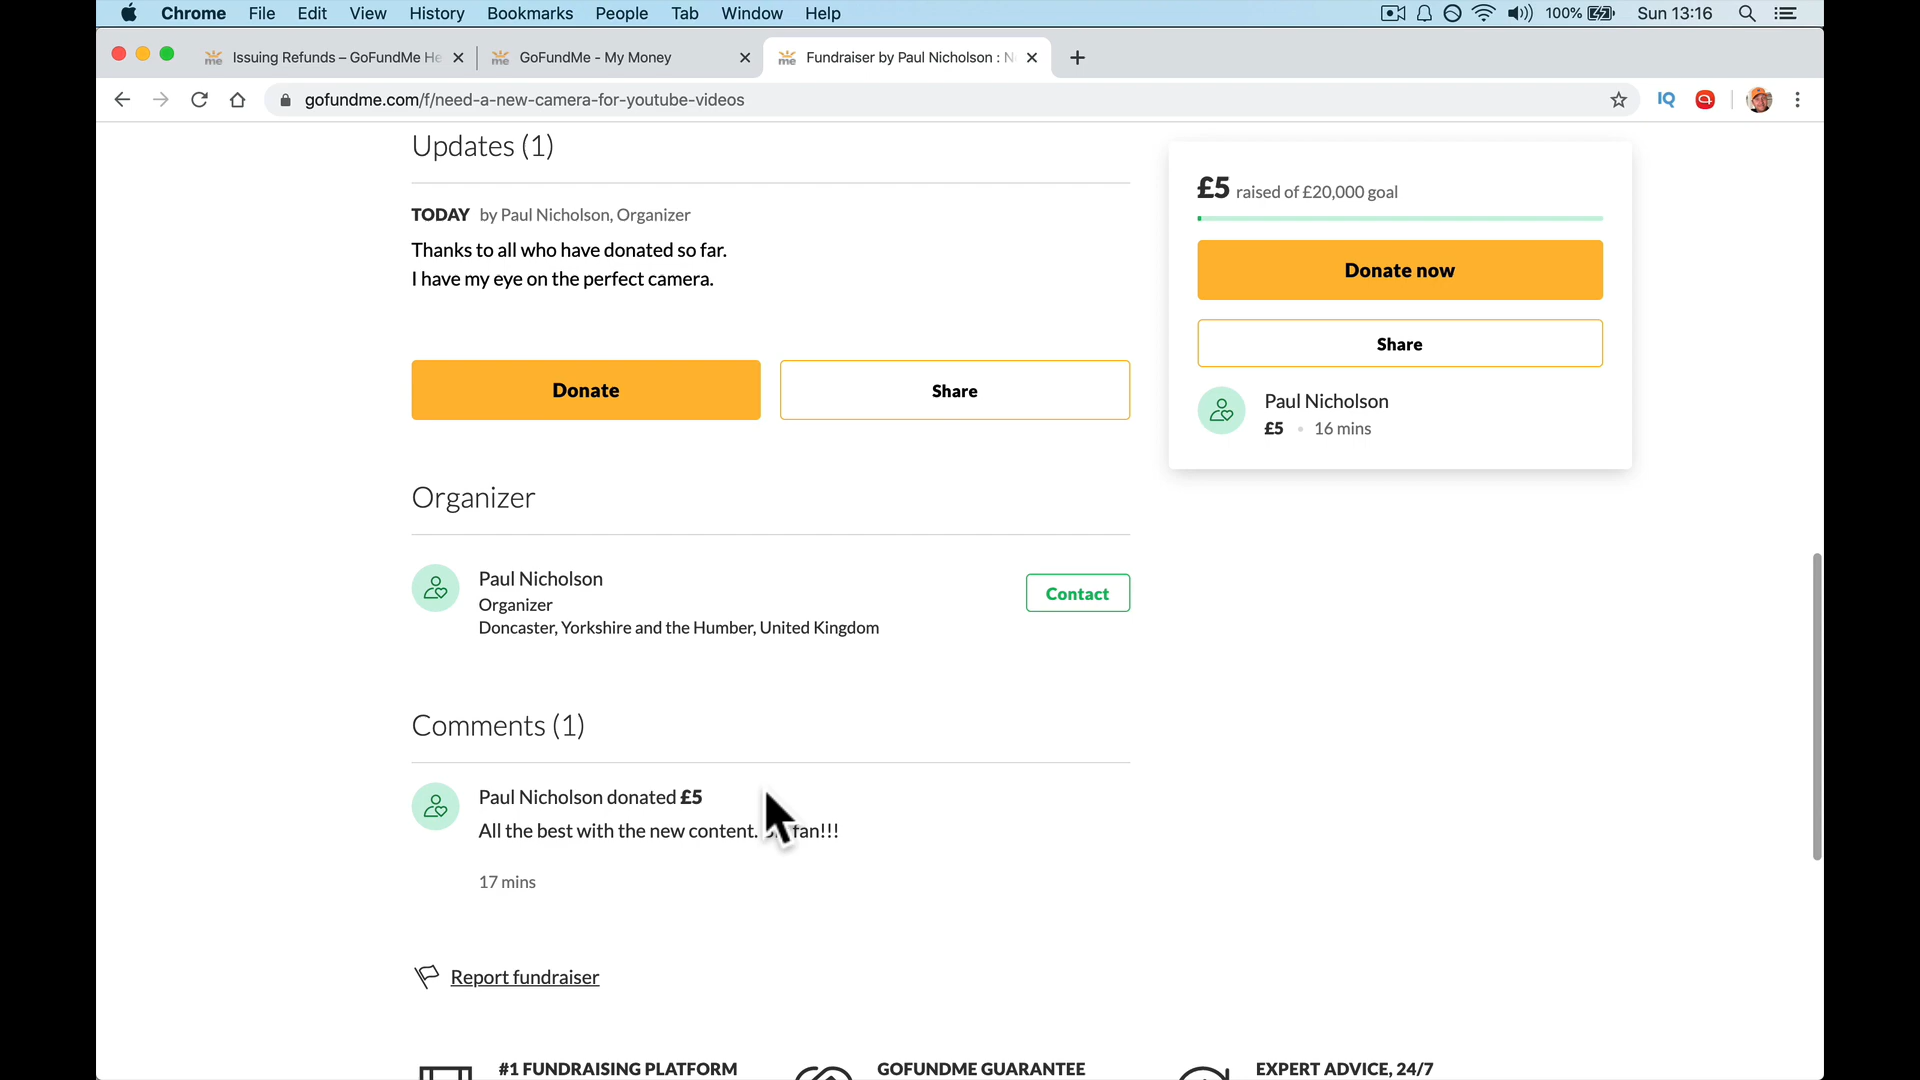 Chrome File Edit View History Bookmarks People Tab Window Help 100% Sun 13:16
Issuing Refunds – GoFundMe He GoFundMe - My Money Fundraiser by Paul Nicholson : N
gofundme.com/f/need-a-new-camera-for-youtube-videos IQ
Updates (1)
TODAY by Paul Nicholson, Organizer
Thanks to all who have donated so far.
I have my eye on the perfect camera.
Donate Share
£5 raised of £20,000 goal
Donate now
Share
Paul Nicholson
£5 • 16 mins
Organizer
Paul Nicholson
Organizer
Doncaster, Yorkshire and the Humber, United Kingdom
Contact
Comments (1)
Paul Nicholson donated £5
All the best with the new content. fan!!!
17 mins
Report fundraiser
#1 FUNDRAISING PLATFORM GOFUNDME GUARANTEE EXPERT ADVICE, 24/7